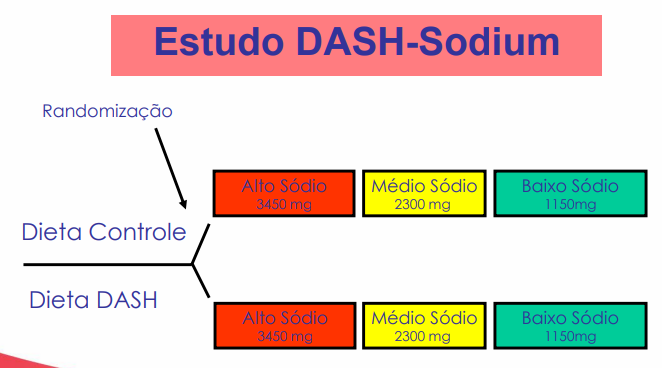 Estudo DASH-Sodium
Randomização
Alto Sódio
3450 mg
Médio Sódio
2300 mg
Baixo Sódio
1150mg
Dieta Controle
Dieta DASH
Alto Sódio
3450 mg
Médio Sódio
2300 mg
Baixo Sódio
1150mg